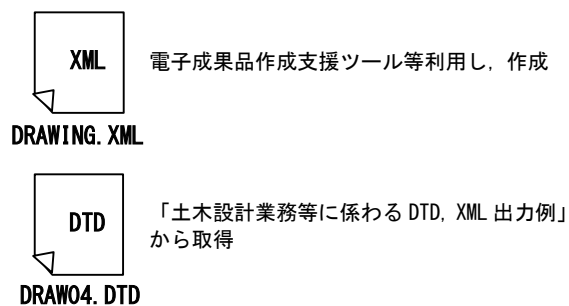 XML
電子成果品作成支援ツール等利用し，作成
DRAWING.XML
DTD
「土木設計業務等に係わる DTD, XML 出力例」
から取得
DRAW04.DTD